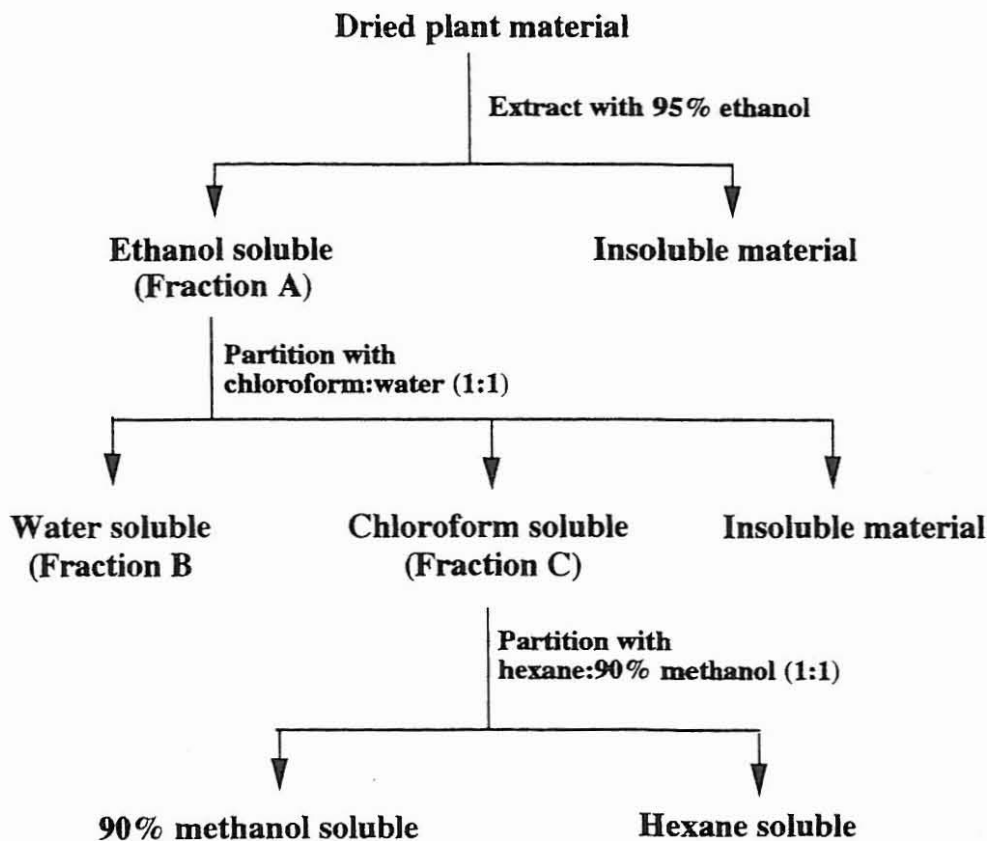 Dried plant material
Extract with 95% ethanol
Ethanol soluble
(Fraction A)
Insoluble material
Partition with
chloroform:water (1:1)
Water soluble
(Fraction B
Chloroform soluble
(Fraction C)
Insoluble material
Partition with
hexane:90% methanol (1:1)
90% methanol soluble
Hexane soluble